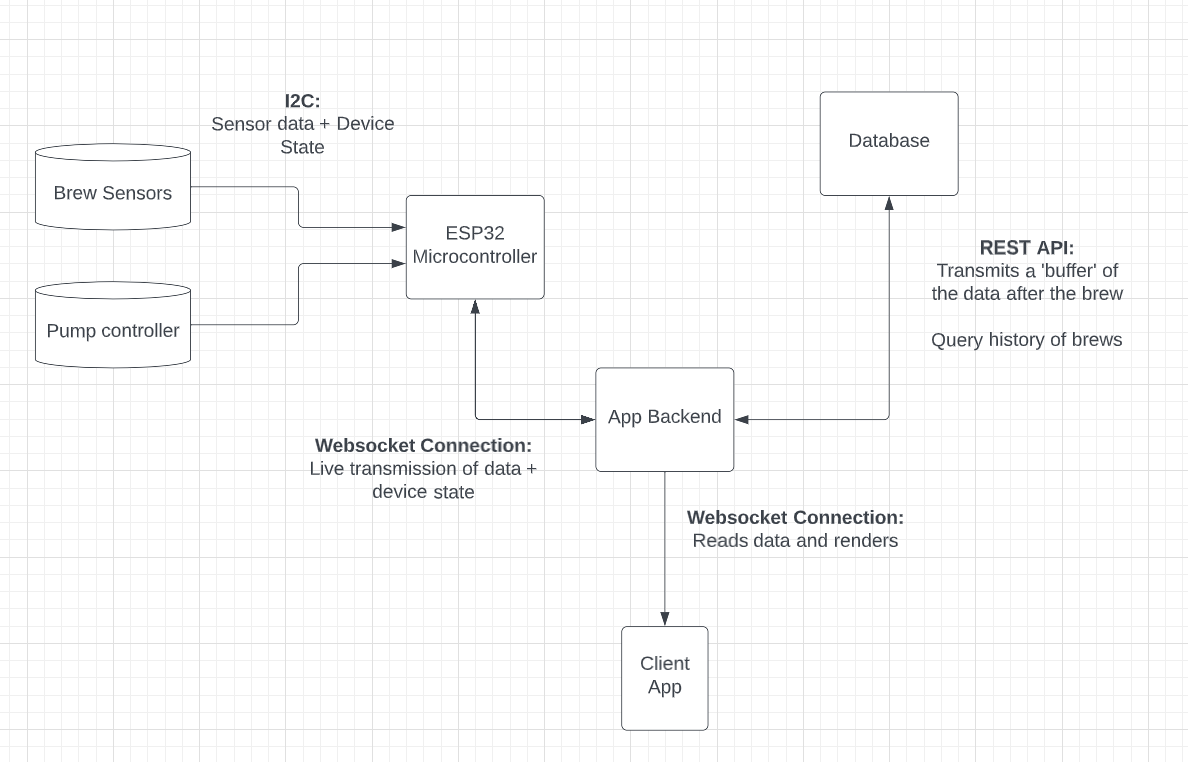 I2C:
Sensor data + Device
State
Brew Sensors
Pump controller
ESP32
Microcontroller
Database
REST API:
Transmits a 'buffer' of
the data after the brew
Query history of brews
App Backend
Websocket Connection:
Live transmission of data +
device state
Websocket Connection:
Reads data and renders
Client
App